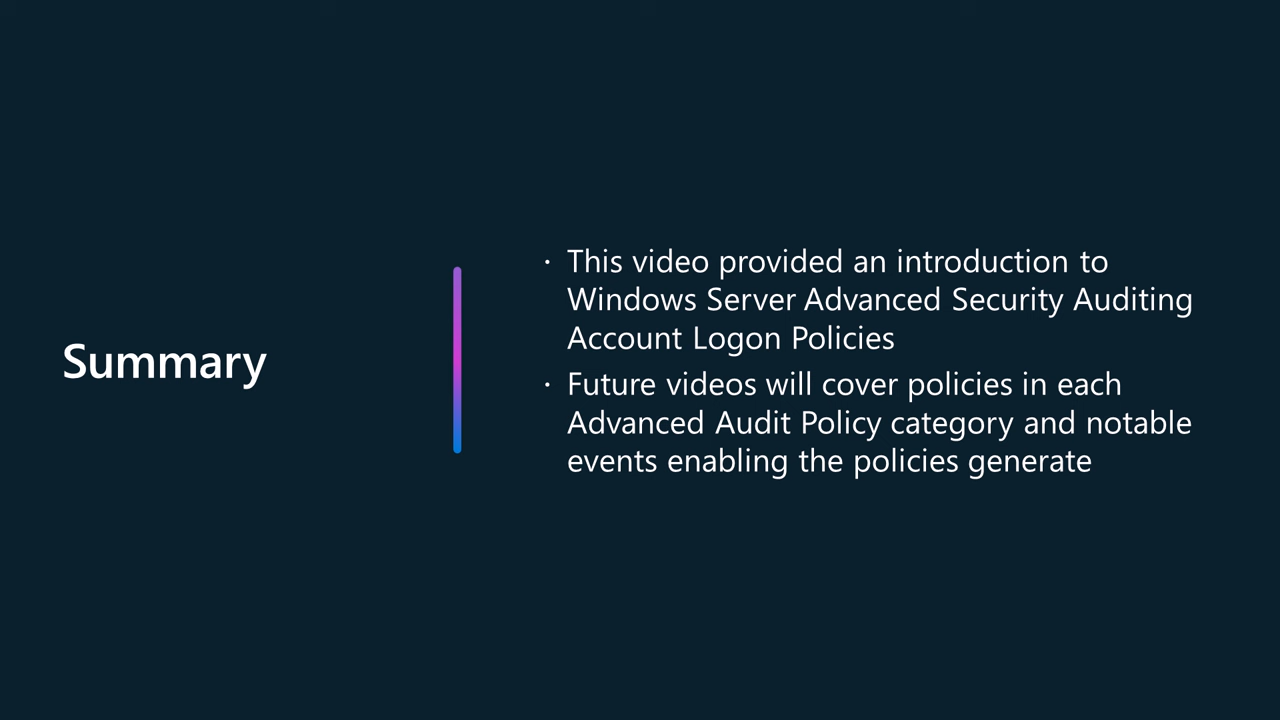 Summary
· This video provided an introduction to
Windows Server Advanced Security Auditing
Account Logon Policies
· Future videos will cover policies in each
Advanced Audit Policy category and notable
events enabling the policies generate